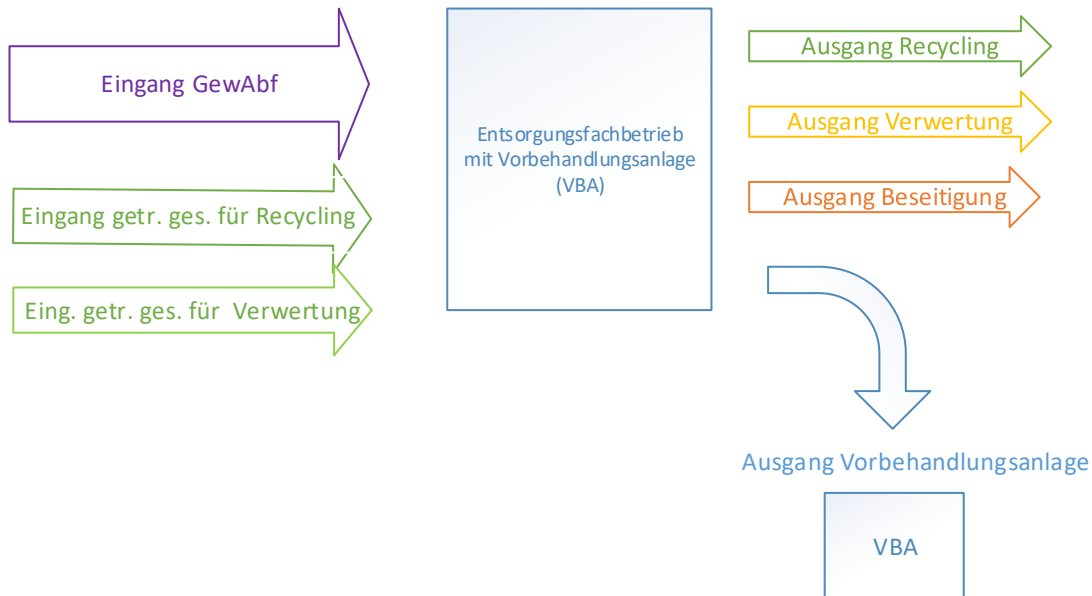 Eingang GewAbf
Eingang getr. ges. für Recycling
Eing. getr. ges. für  Verwertung
Entsorgungsfachbetrieb
mit Vorbehandlungsanlage
(VBA)
Ausgang Recycling
Ausgang Verwertung
Ausgang Beseitigung
Ausgang Vorbehandlungsanlage
VBA